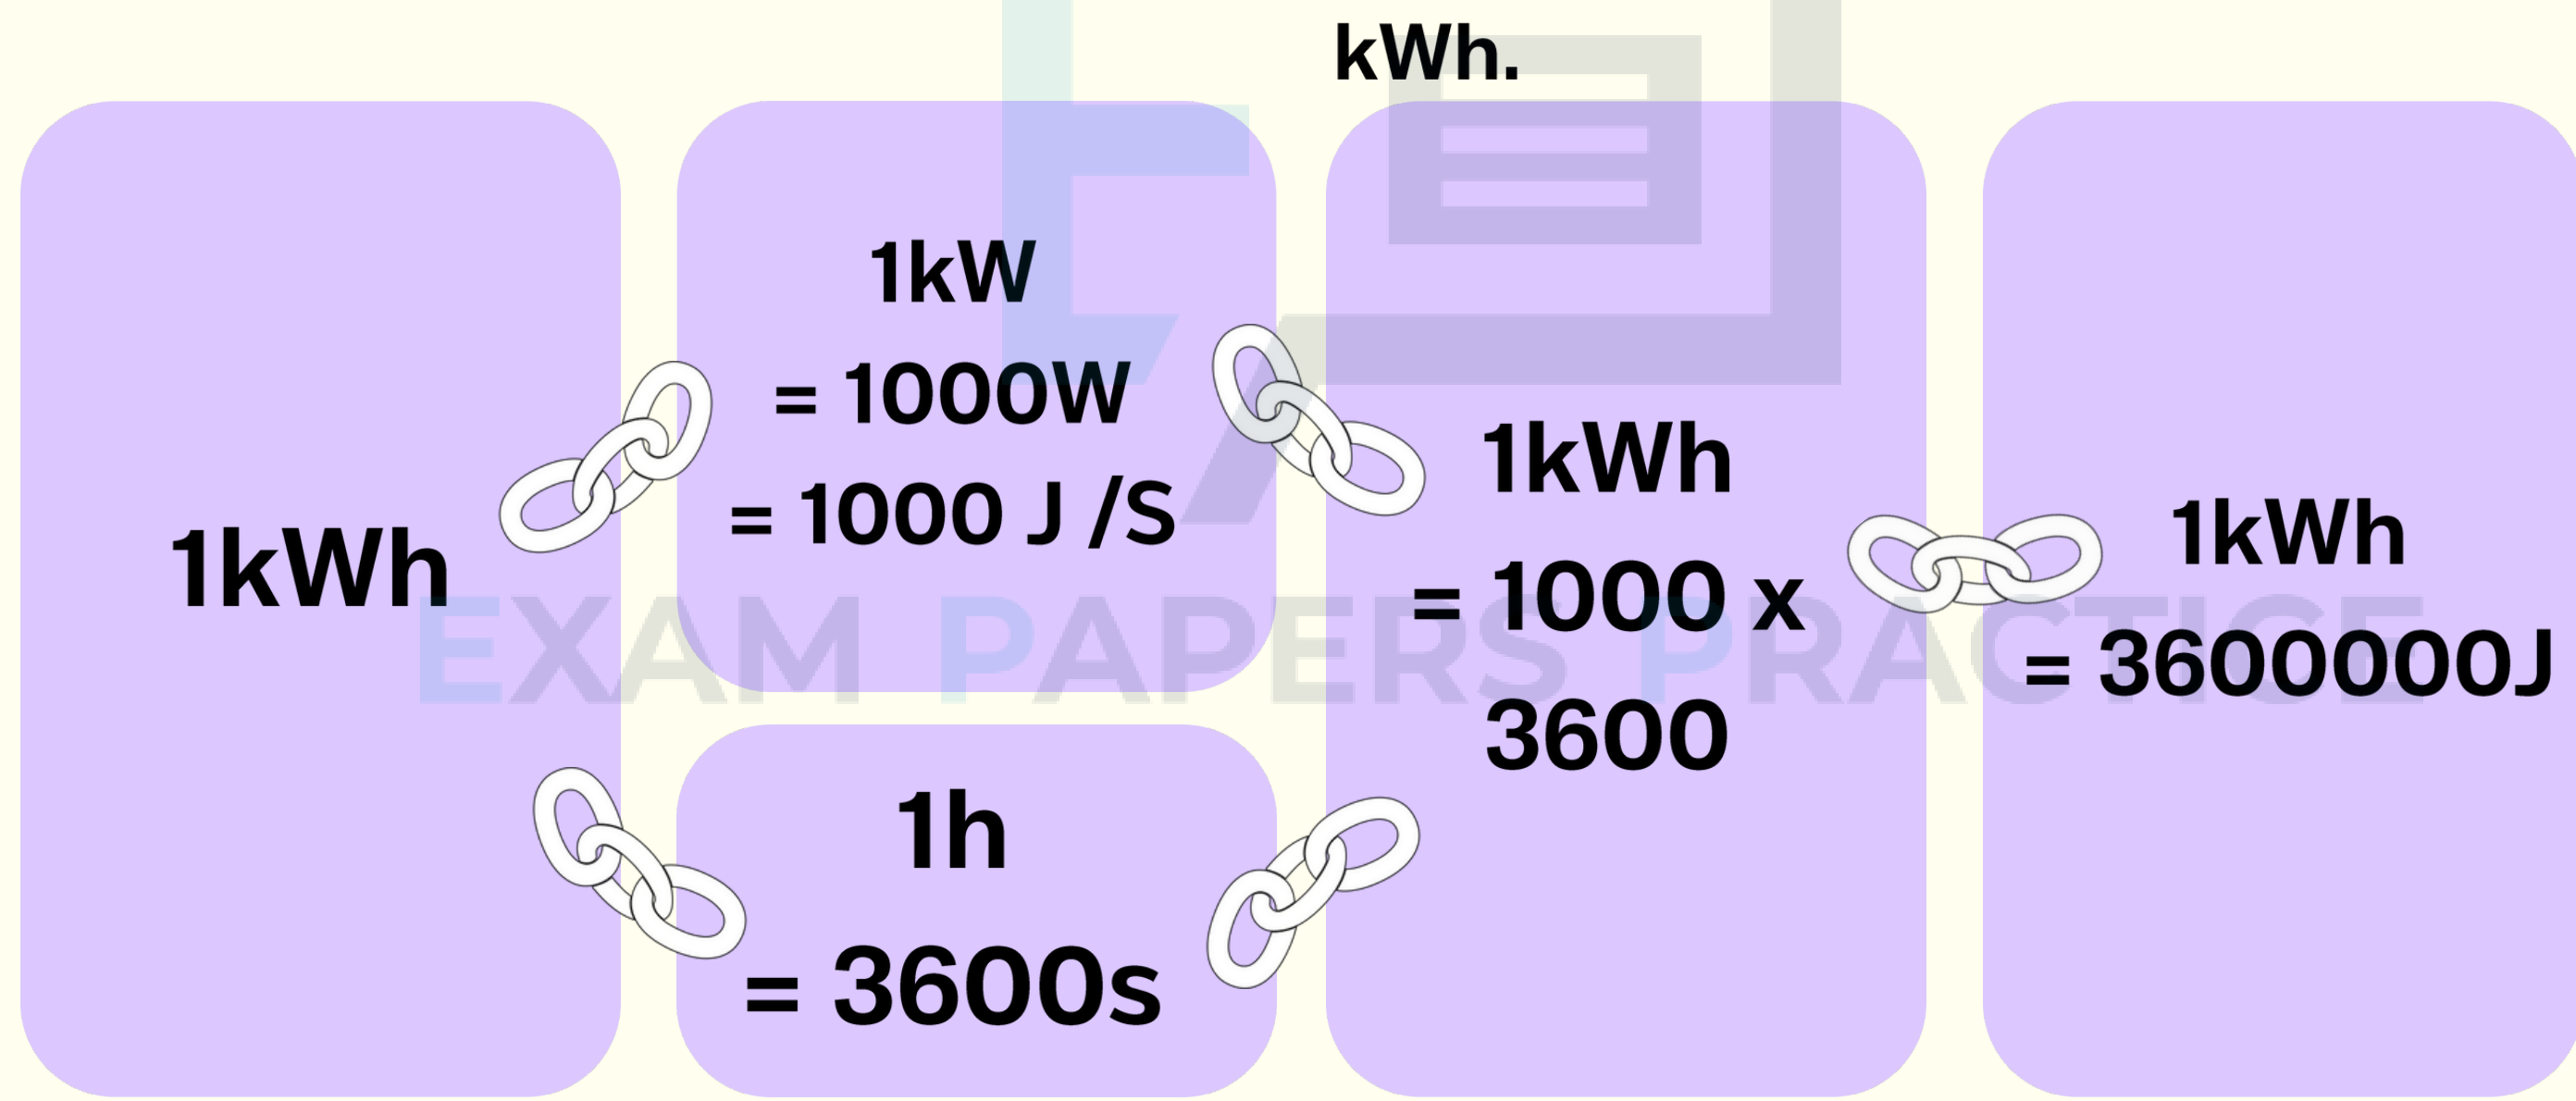 kWh.
1kWh
1kW
= 1000W
= 1000 J /S
1h
= 3600s
1kWh
= 1000 x
3600
1kWh
= 3600000J
EXAM PAPERS PRACTICE